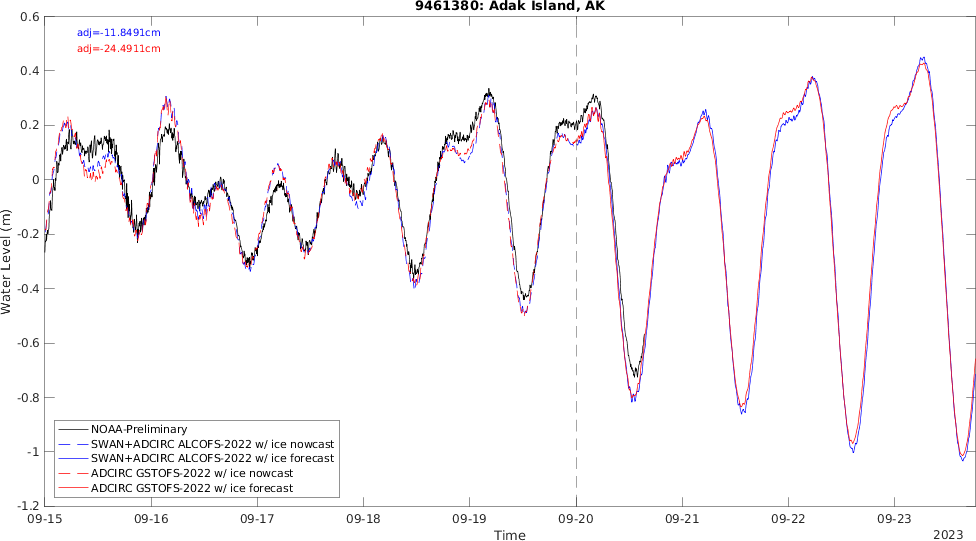 9461380: Adak Island, AK
adj=-11.8491cm
adj=-24.4911cm
0.6
0.4
0.2
0
-0.2
-0.4
-0.6
-0.8
-1
-1.2
Water Level (m)
NOAA-Preliminary
SWAN+ADCIRC ALCOFS-2022 w/ ice nowcast
SWAN+ADCIRC ALCOFS-2022 w/ ice forecast
ADCIRC GSTOFS-2022 w/ ice nowcast
ADCIRC GSTOFS-2022 w/ ice forecast
09-15 09-16 09-17 09-18 09-19 09-20 09-21 09-22 09-23
Time
2023